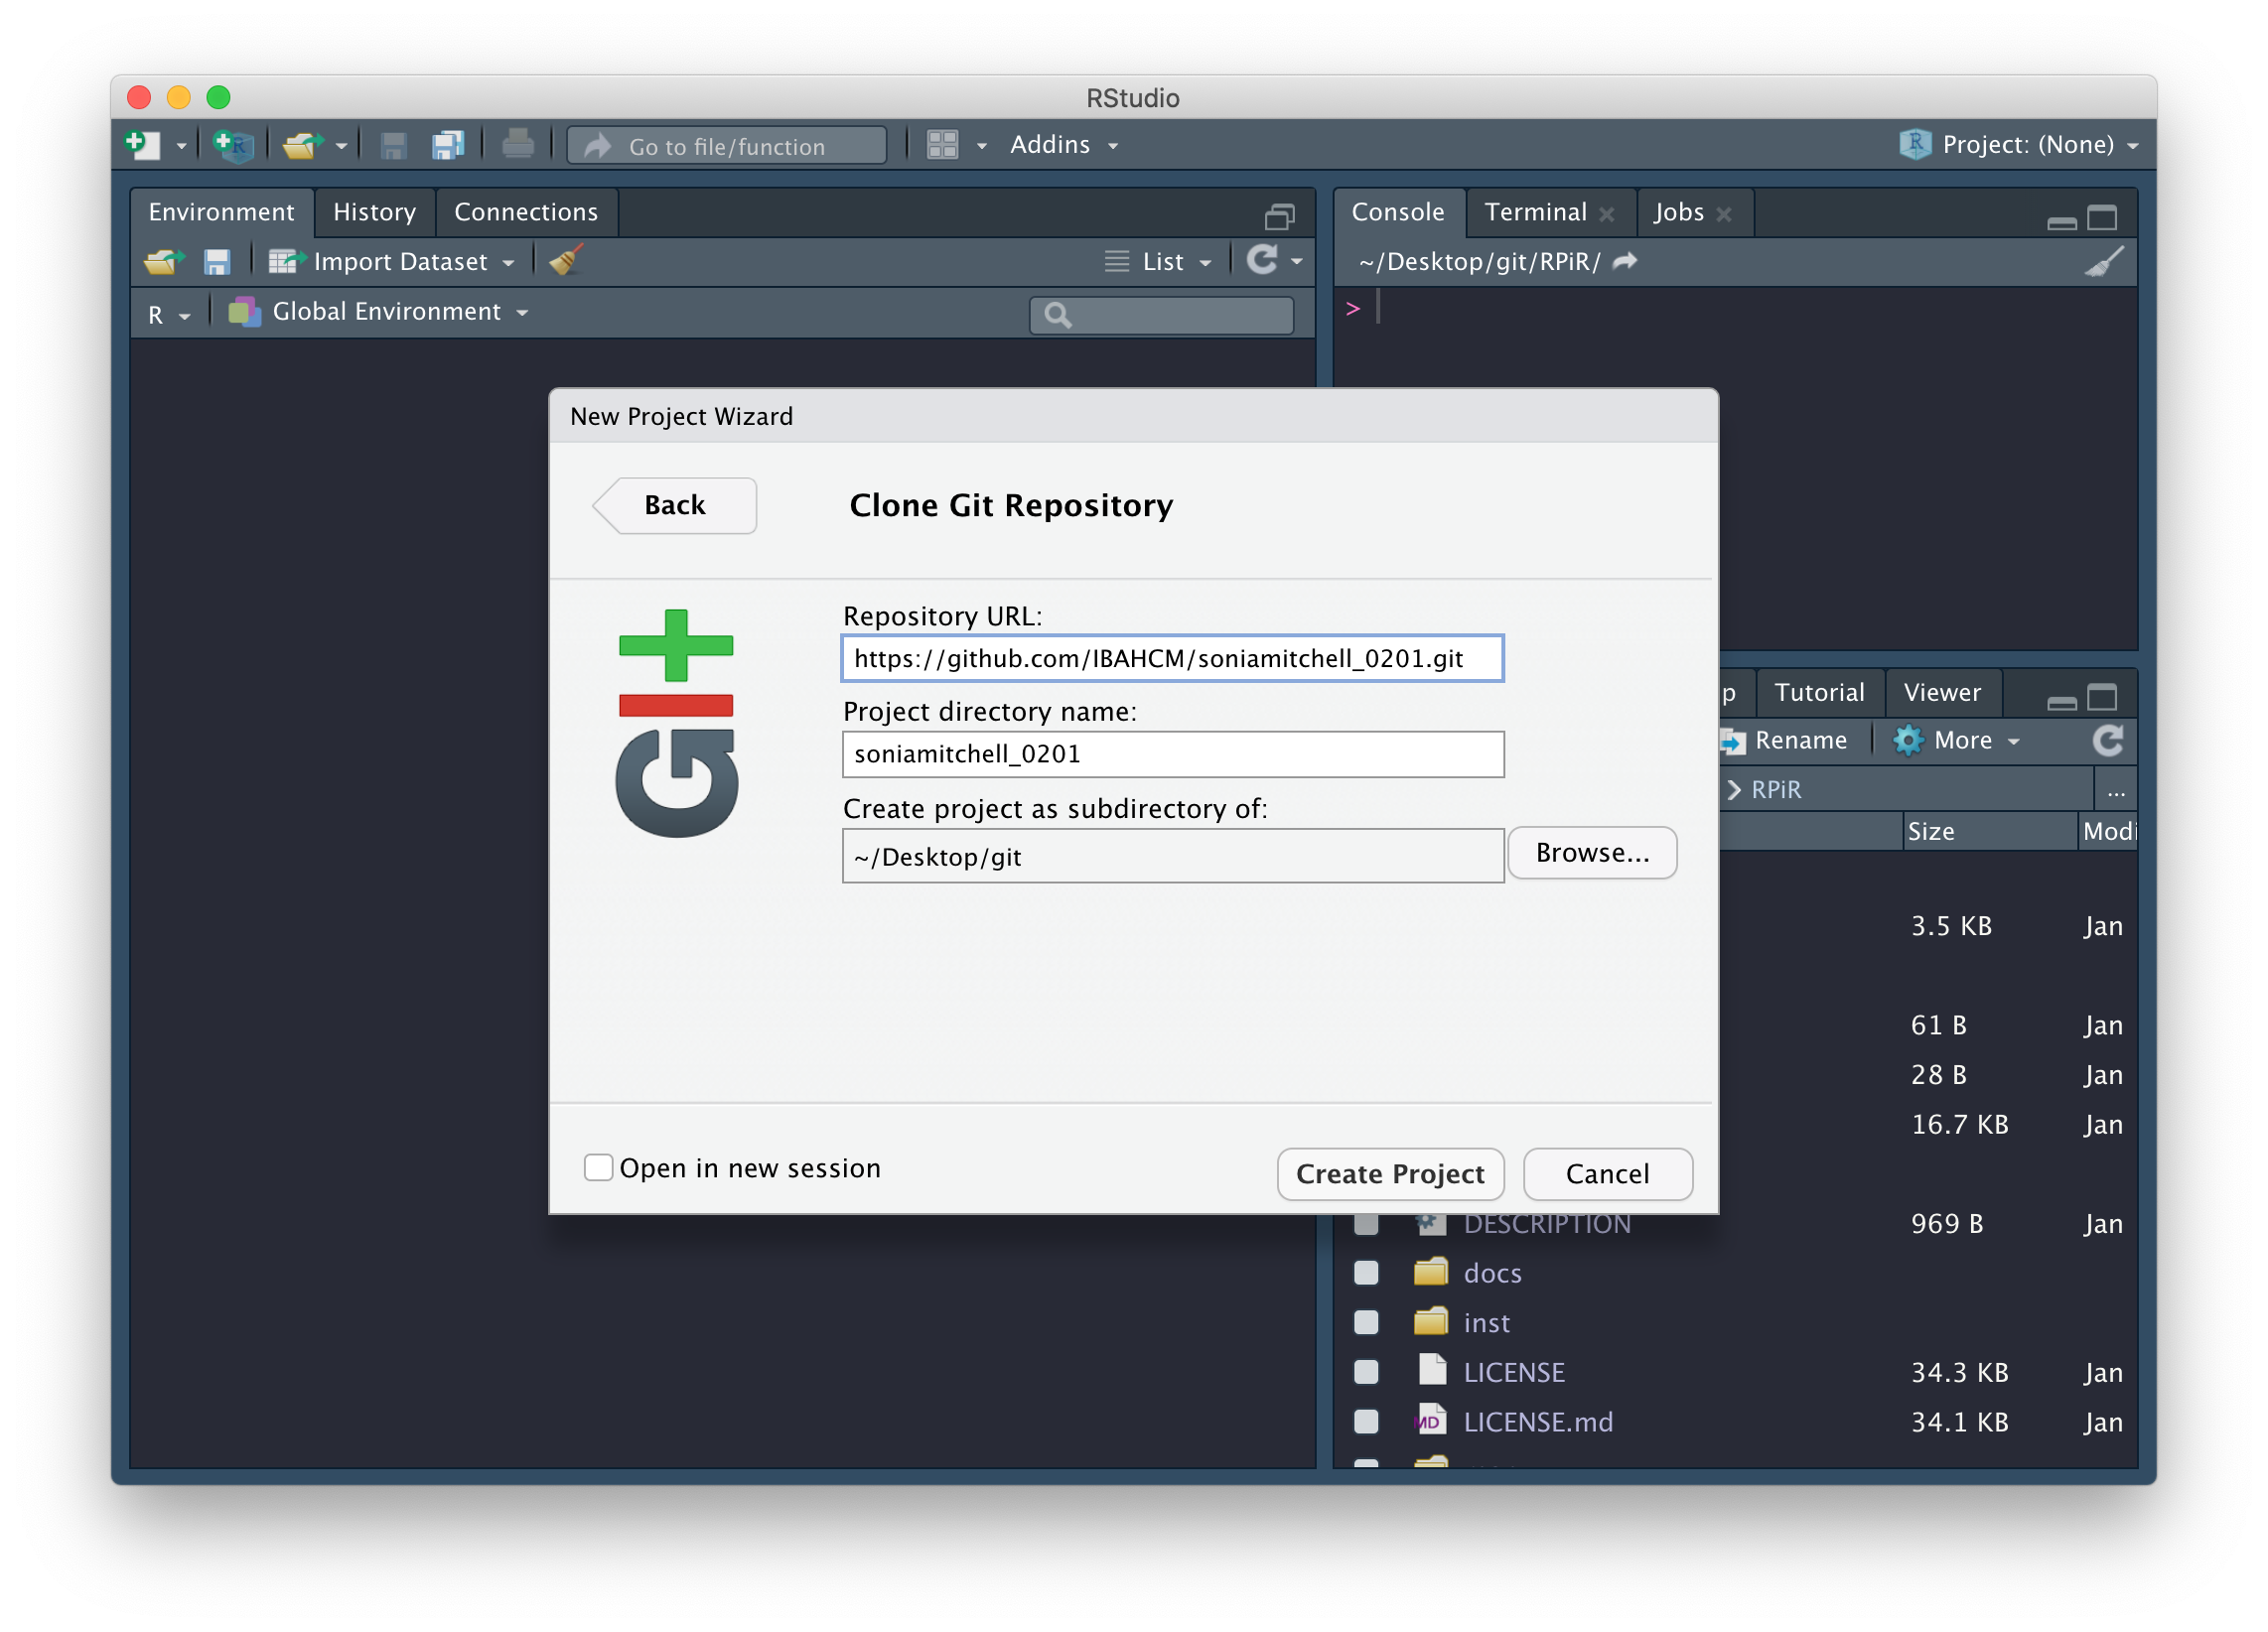 RStudio
Go to file/function
Addins
Project: (None)
Environment History Connections
Import Dataset
List
R
Global Environment
Console Terminal Jobs
~/Desktop/git/RPiR/
>
New Project Wizard
Back
Clone Git Repository
Git
Repository URL:
https://github.com/IBAHCM/soniamitchell_0201.git
Project directory name:
soniamitchell_0201
Create project as subdirectory of:
~/Desktop/git
Browse...
Open in new session
Create Project
Cancel
p Tutorial Viewer
Rename
More
RPiR
...
Size Modi
3.5 KB Jan
61 B Jan
28 B Jan
16.7 KB Jan
DESCRIPTION 969 B Jan
docs
inst
LICENSE 34.3 KB Jan
MD LICENSE.md 34.1 KB Jan